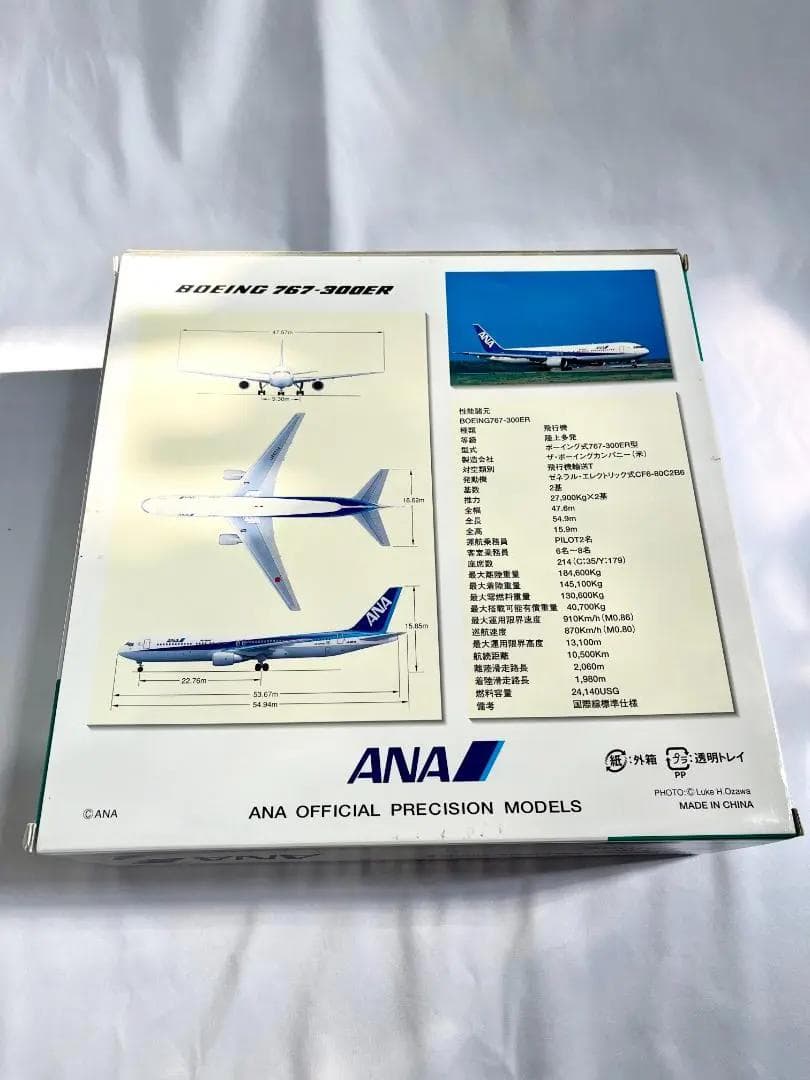 BOEING 767-300ER
47.57m
9.30m
18.62m
ANA
ANA
15.85m
22.76m
53.67m
54.94m
ANA
性能諸元
BOEING767-300ER
種類 飛行機
等級 陸上多発
型式 ボーイング式767-300ER型
製造会社 ザ・ボーイングカンパニー(米)
対空類別 飛行機輸送T
発動機 ゼネラル・エレクトリック式CF6-80C2B6
基数 2基
推力 27,900Kg×2基
全幅 47.6m
全長 54.9m
全高 15.9m
運航乗務員 PILOT2名
客室乗務員 6名~8名
座席数 214(C:35/Y:179)
最大離陸重量 184,600Kg
最大着陸重量 145,100Kg
最大零燃料重量 130,600Kg
最大搭載可能有償重量 40,700Kg
最大運用限界速度 910Km/h(M0.86)
巡航速度 870Km/h(M0.80)
最大運用限界高度 13,100m
航続距離 10,500Km
離陸滑走路長 2,060m
着陸滑走路長 1,980m
燃料容量 24,140USG
備考 国際線標準仕様
ANA
ANA OFFICIAL PRECISION MODELS
©ANA
紙:外箱 プラ:透明トレイ
PP
PHOTO:© Luke H.Ozawa
MADE IN CHINA
ANA